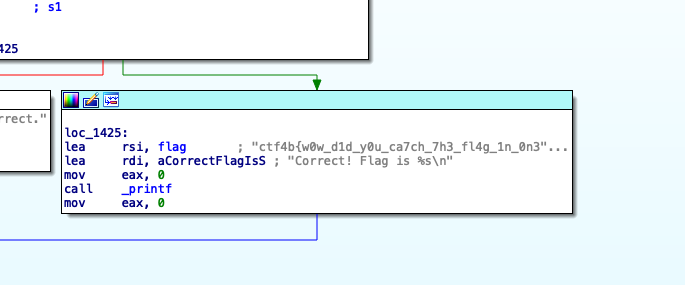 ; s1
425
rrect."
loc_1425:
lea rsi, flag ; "ctf4b{w0w_d1d_y0u_ca7ch_7h3_fl4g_1n_0n3"...
lea rdi, aCorrectFlagIsS ; "Correct! Flag is %s\n"
mov eax, 0
call _printf
mov eax, 0